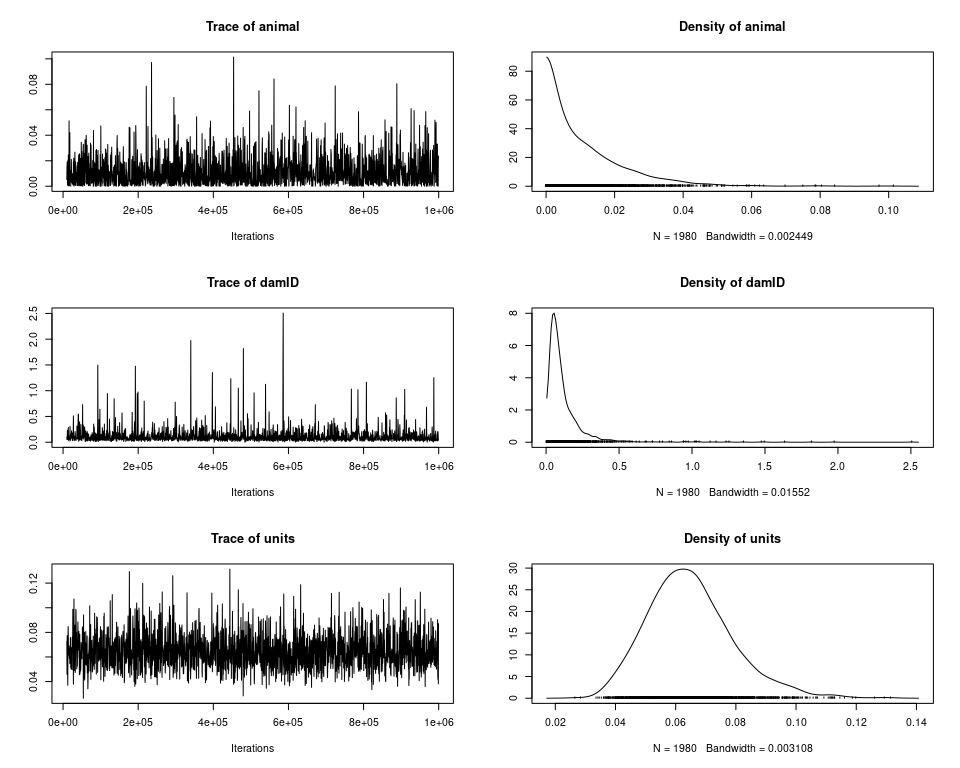 Trace of animal
0.00 0.04 0.08
0e+00 2e+05 4e+05 6e+05 8e+05 1e+06
Iterations
Density of animal
0 20 40 60 80
0.00 0.02 0.04 0.06 0.08 0.10
N = 1980 Bandwidth = 0.002449
Trace of damID
0.0 0.5 1.0 1.5 2.0 2.5
0e+00 2e+05 4e+05 6e+05 8e+05 1e+06
Iterations
Density of damID
0 2 4 6 8
0.0 0.5 1.0 1.5 2.0 2.5
N = 1980 Bandwidth = 0.01552
Trace of units
0.04 0.08 0.12
0e+00 2e+05 4e+05 6e+05 8e+05 1e+06
Iterations
Density of units
0 5 10 15 20 25 30
0.02 0.04 0.06 0.08 0.10 0.12 0.14
N = 1980 Bandwidth = 0.003108